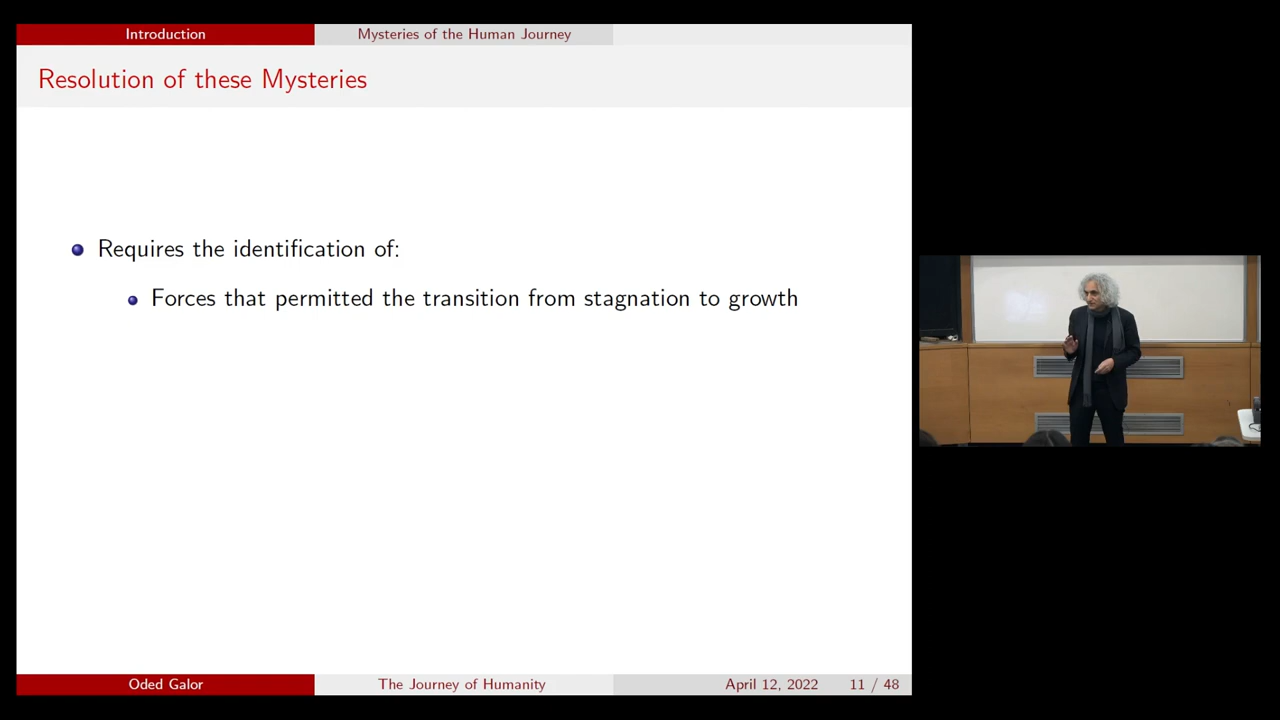 Introduction
Mysteries of the Human Journey
Resolution of these Mysteries
Requires the identification of:
Forces that permitted the transition from stagnation to growth
Oded Galor
The Journey of Humanity
April 12, 2022
11 / 48